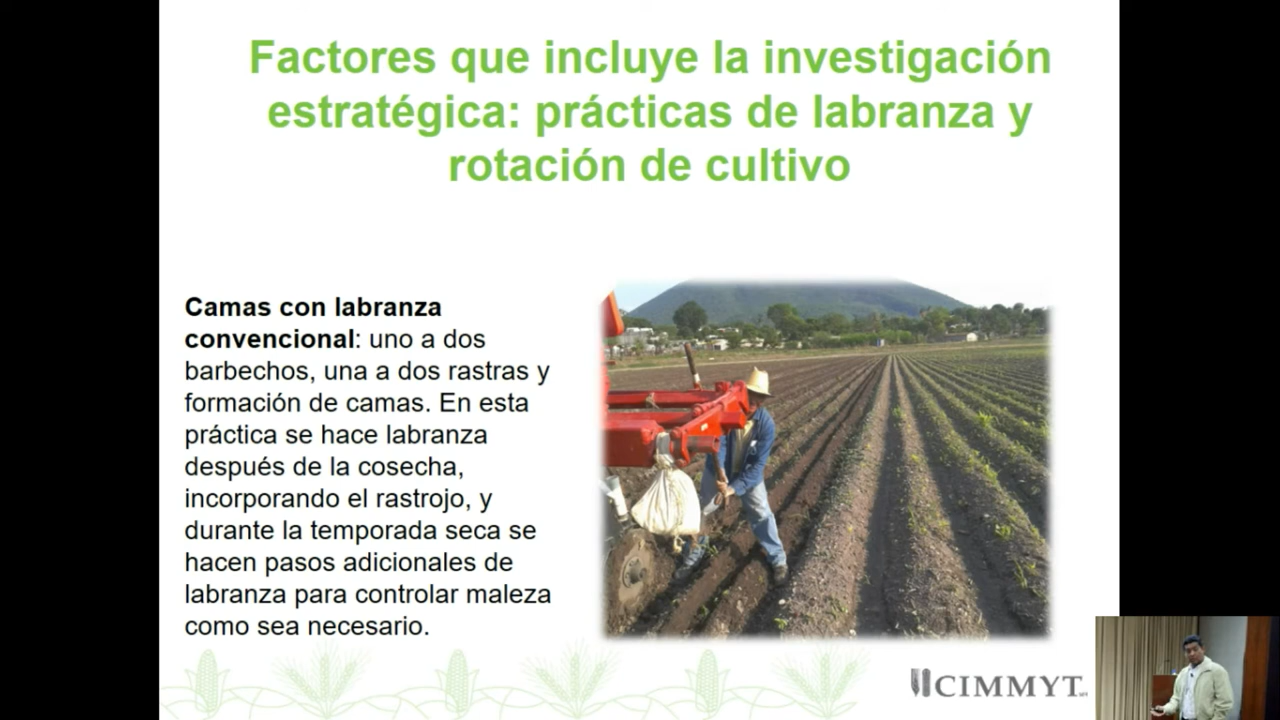 Factores que incluye la investigación
estratégica: prácticas de labranza y
rotación de cultivo
Camas con labranza
convencional: uno a dos
barbechos, una a dos rastras y
formación de camas. En esta
práctica se hace labranza
después de la cosecha,
incorporando el rastrojo, y
durante la temporada seca se
hacen pasos adicionales de
labranza para controlar maleza
como sea necesario.
CIMMYT